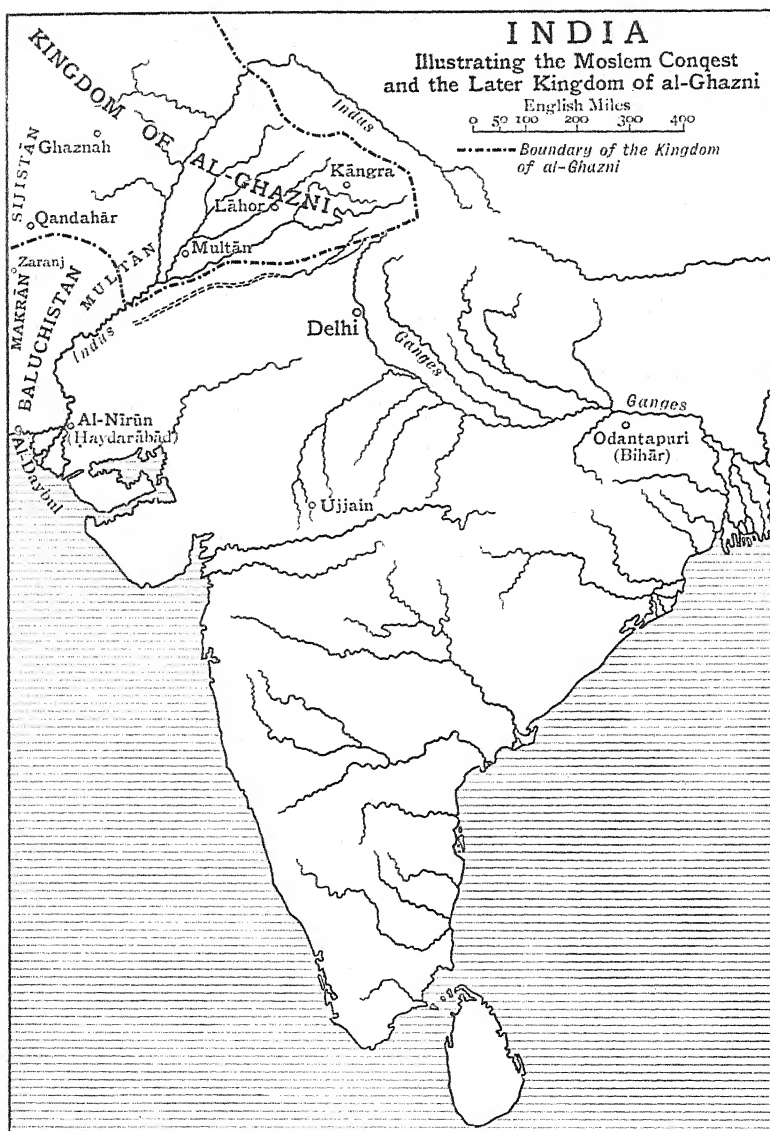 INDIA
Illustrating the Moslem Conqest
and the Later Kingdom of al-Ghazni
English Miles
0 50 100 200 300 400
Boundary of the Kingdom
of al-Ghazni
KINGDOM OF AL-GHAZNI
Indus
Ghaznah
SIJISTĀN
Kāngra
Lāhor
Qandahār
Multān
MULTĀN
Zaranj
MAKRĀN
BALUCHISTAN
Indus
Delhi
Ganges
Ganges
Al-Nīrūn
(Haydarābād)
Al-Daybul
Odantapuri
(Bihār)
Ujjain